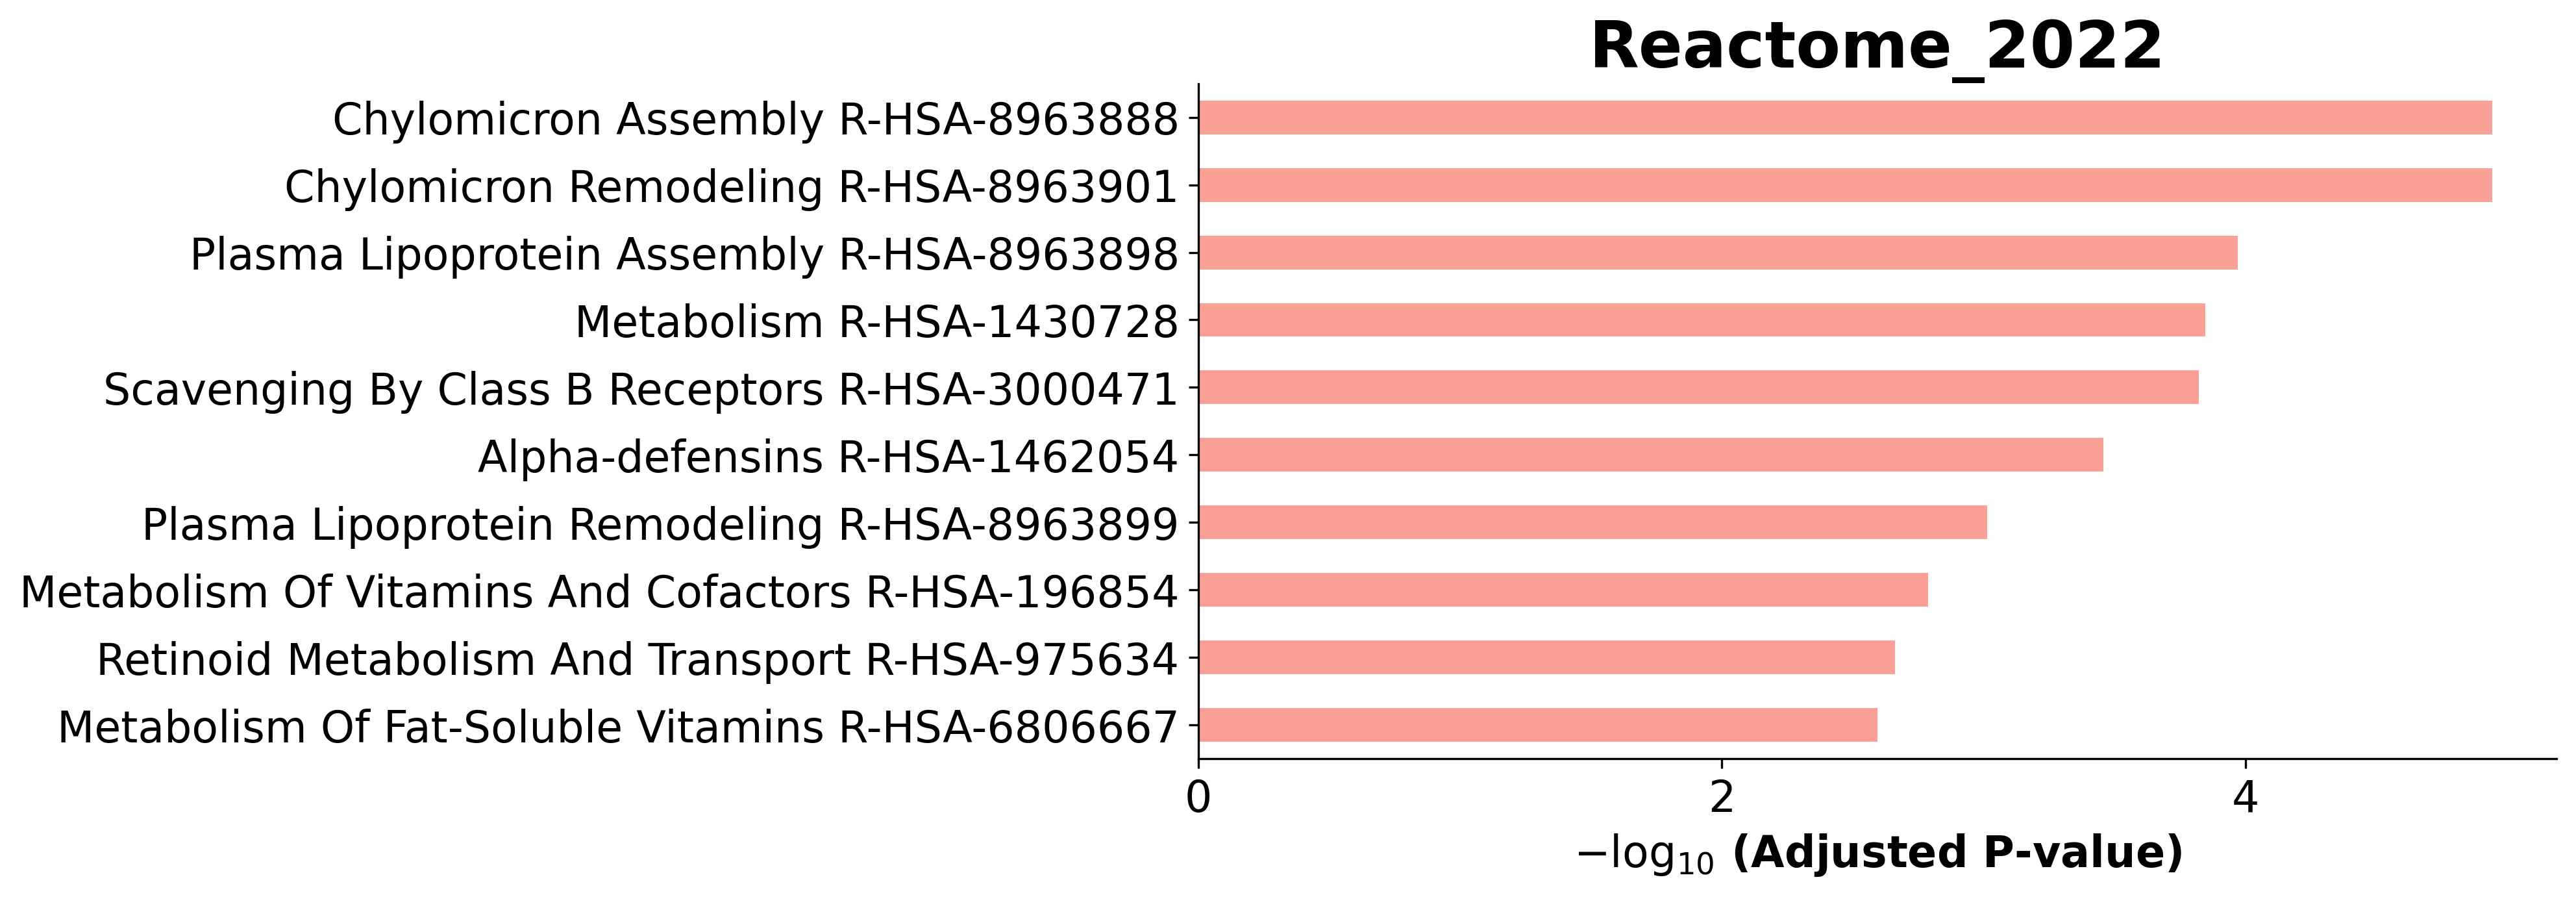 Reactome_2022
Chylomicron Assembly R-HSA-8963888
Chylomicron Remodeling R-HSA-8963901
Plasma Lipoprotein Assembly R-HSA-8963898
Metabolism R-HSA-1430728
Scavenging By Class B Receptors R-HSA-3000471
Alpha-defensins R-HSA-1462054
Plasma Lipoprotein Remodeling R-HSA-8963899
Metabolism Of Vitamins And Cofactors R-HSA-196854
Retinoid Metabolism And Transport R-HSA-975634
Metabolism Of Fat-Soluble Vitamins R-HSA-6806667
0 2 4
−log₁₀ (Adjusted P-value)